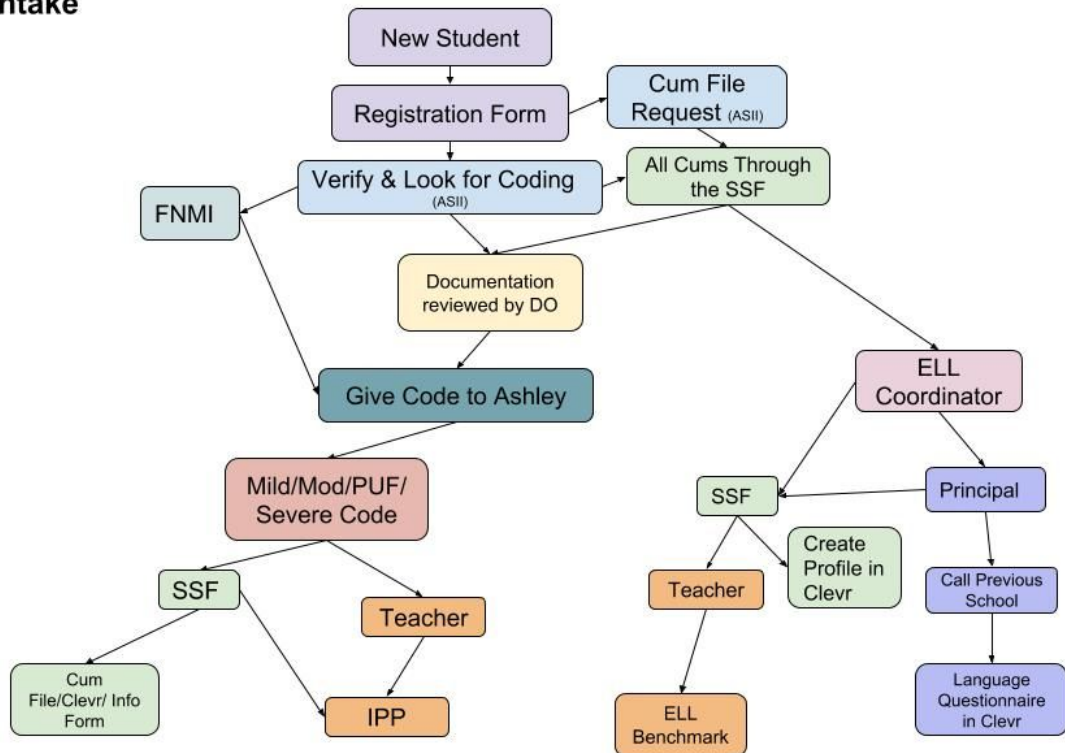 ntake
New Student
Registration Form
Cum File
Request (ASII)
Verify & Look for Coding
(ASII)
All Cums Through
the SSF
FNMI
Documentation
reviewed by DO
ELL
Coordinator
Give Code to Ashley
Mild/Mod/PUF/
Severe Code
SSF
Principal
Create
Profile in
Clevr
SSF
Teacher
Call Previous
School
Teacher
Cum
File/Clevr/ Info
Form
IPP
ELL
Benchmark
Language
Questionnaire
in Clevr